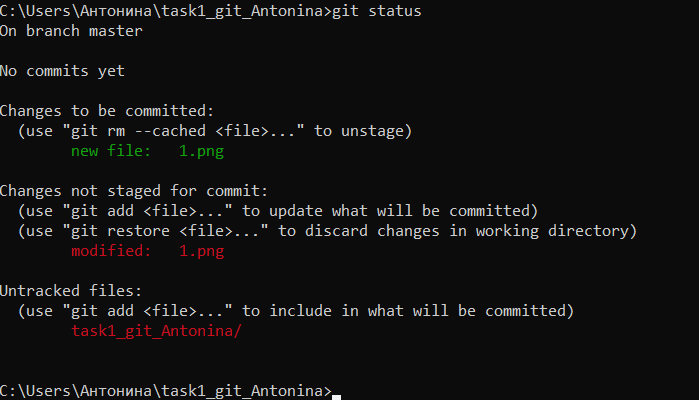 C:\Users\Антонина\task1_git_Antonina>git status
On branch master
No commits yet
Changes to be committed:
  (use "git rm --cached <file>..." to unstage)
        new file:   1.png
Changes not staged for commit:
  (use "git add <file>..." to update what will be committed)
  (use "git restore <file>..." to discard changes in working directory)
        modified:   1.png
Untracked files:
  (use "git add <file>..." to include in what will be committed)
        task1_git_Antonina/
C:\Users\Антонина\task1_git_Antonina>